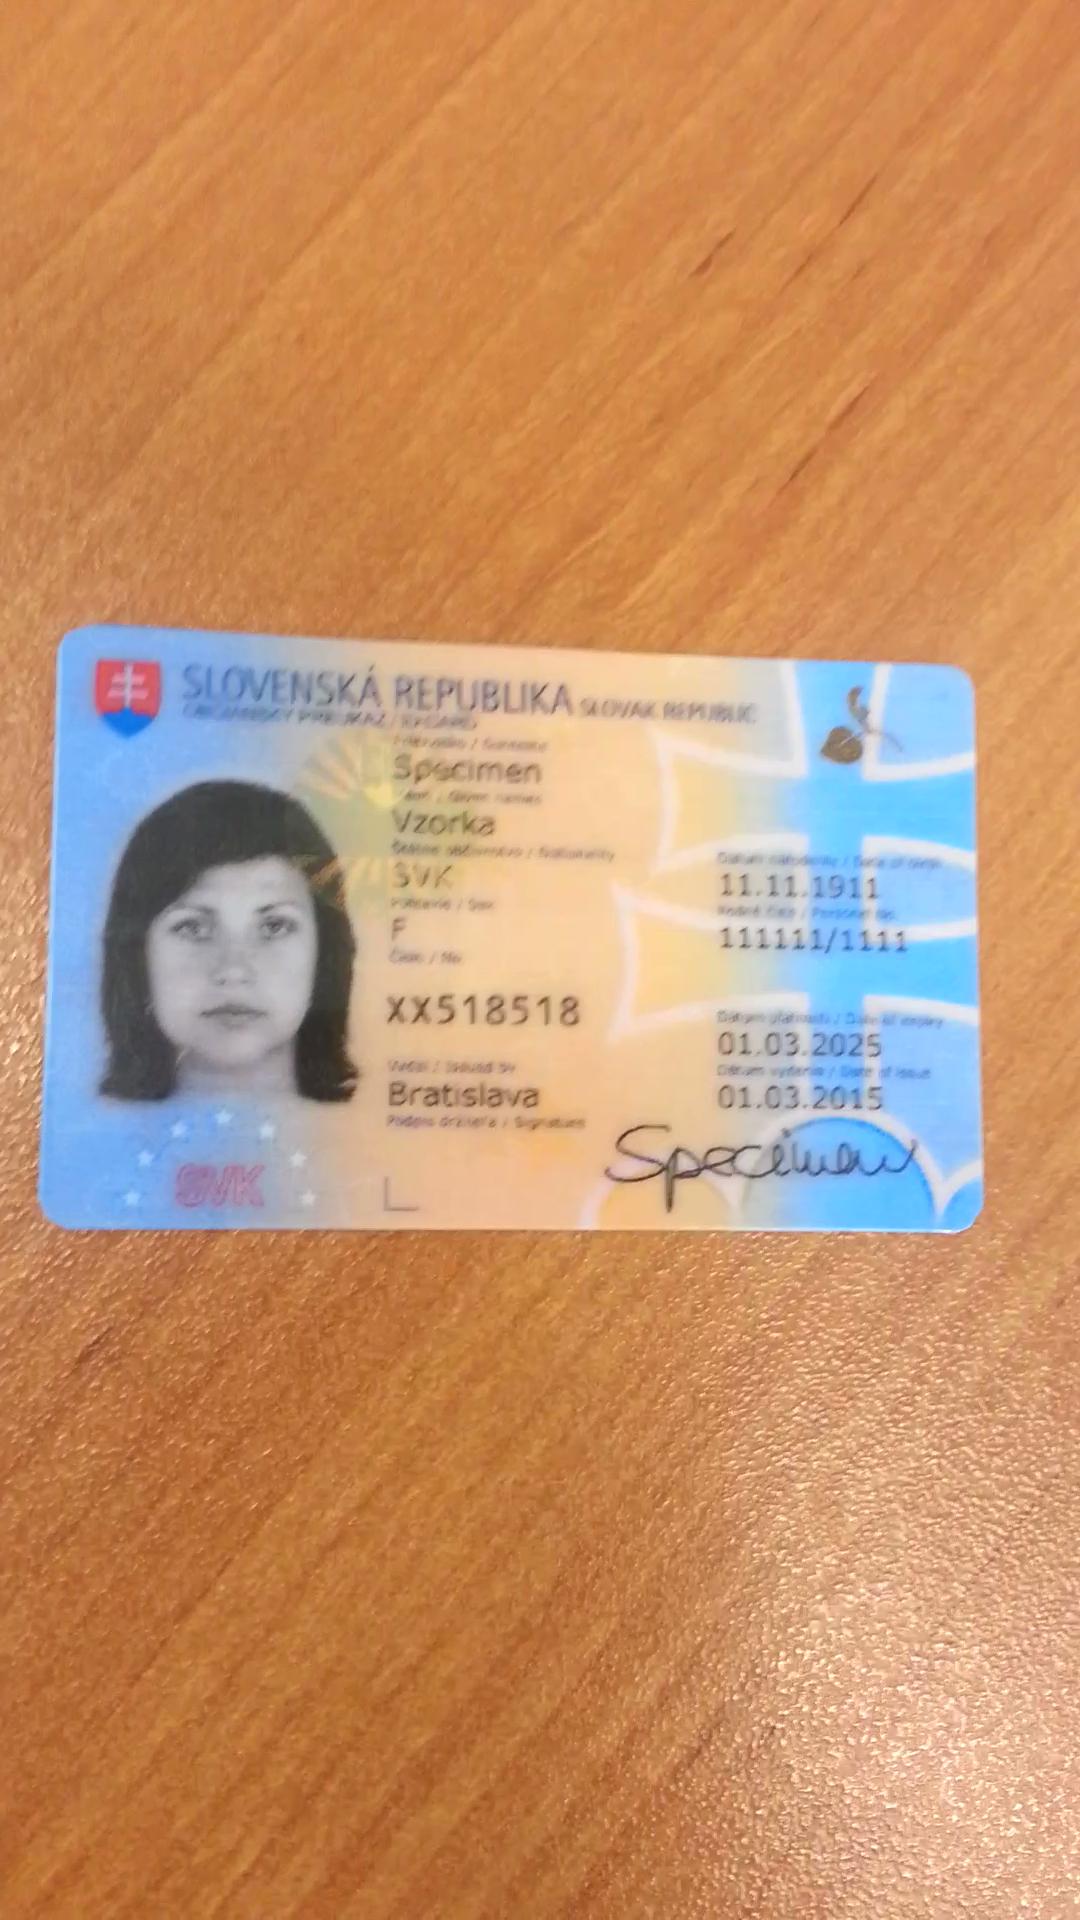 SLOVENSKÁ REPUBLIKA SLOVAK REPUBLIC
OBČIANSKY PREUKAZ / ID CARD
Priezvisko / Surname
Specimen
Meno / Given names
Vzorka
Štátne občianstvo / Nationality
SVK
Pohlavie / Sex
F
Číslo / No
XX518518
Vydal / Issued by
Bratislava
Podpis držiteľa / Signature
Dátum narodenia / Date of birth
11.11.1911
Rodné číslo / Personal No.
111111/1111
Dátum platnosti / Date of expiry
01.03.2025
Dátum vydania / Date of issue
01.03.2015
Specimen
SVK